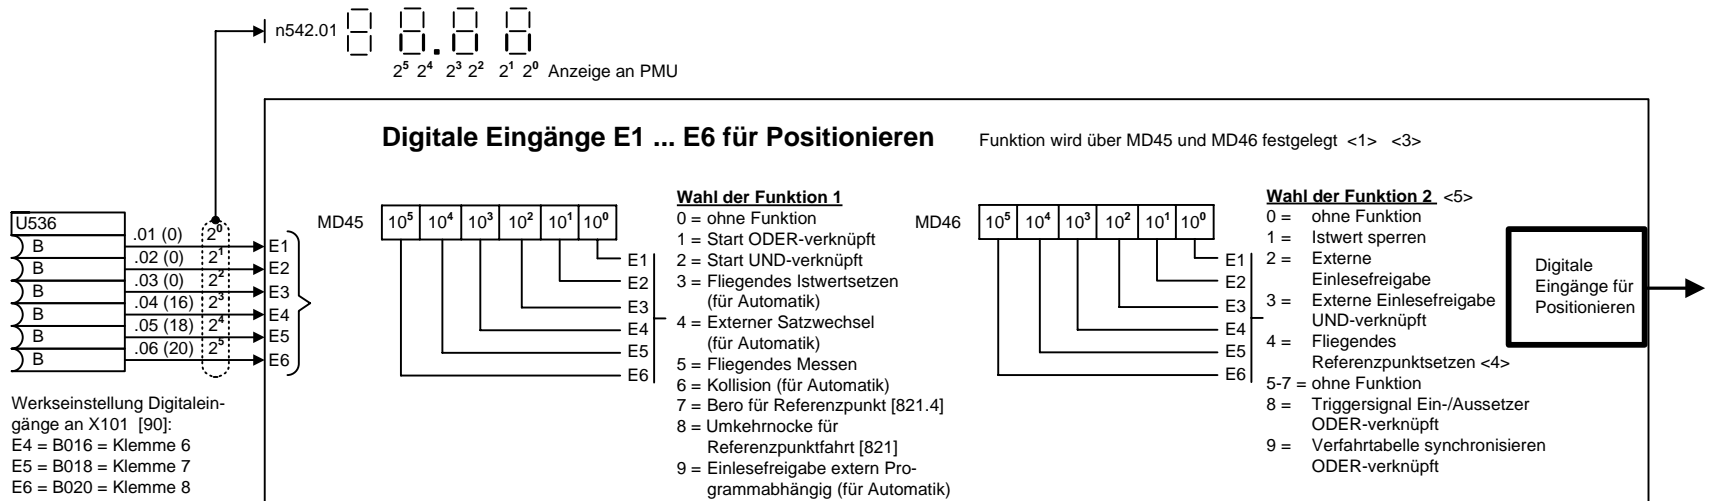 n542.01
2⁵ 2⁴ 2³ 2² 2¹ 2⁰ Anzeige an PMU
Digitale Eingänge E1 ... E6 für Positionieren
Funktion wird über MD45 und MD46 festgelegt <1> <3>
U536
B .01 (0) 2⁰ E1
B .02 (0) 2¹ E2
B .03 (0) 2² E3
B .04 (16) 2³ E4
B .05 (18) 2⁴ E5
B .06 (20) 2⁵ E6
Werkseinstellung Digitalein-
gänge an X101 [90]:
E4 = B016 = Klemme 6
E5 = B018 = Klemme 7
E6 = B020 = Klemme 8
MD45 10⁵ 10⁴ 10³ 10² 10¹ 10⁰
E1
E2
E3
E4
E5
E6
Wahl der Funktion 1
0 = ohne Funktion
1 = Start ODER-verknüpft
2 = Start UND-verknüpft
3 = Fliegendes Istwertsetzen
(für Automatik)
4 = Externer Satzwechsel
(für Automatik)
5 = Fliegendes Messen
6 = Kollision (für Automatik)
7 = Bero für Referenzpunkt [821.4]
8 = Umkehrnocke für
Referenzpunktfahrt [821]
9 = Einlesefreigabe extern Pro-
grammabhängig (für Automatik)
MD46 10⁵ 10⁴ 10³ 10² 10¹ 10⁰
E1
E2
E3
E4
E5
E6
Wahl der Funktion 2 <5>
0 = ohne Funktion
1 = Istwert sperren
2 = Externe
Einlesefreigabe
3 = Externe Einlesefreigabe
UND-verknüpft
4 = Fliegendes
Referenzpunktsetzen <4>
5-7 = ohne Funktion
8 = Triggersignal Ein-/Aussetzer
ODER-verknüpft
9 = Verfahrtabelle synchronisieren
ODER-verknüpft
Digitale
Eingänge für
Positionieren